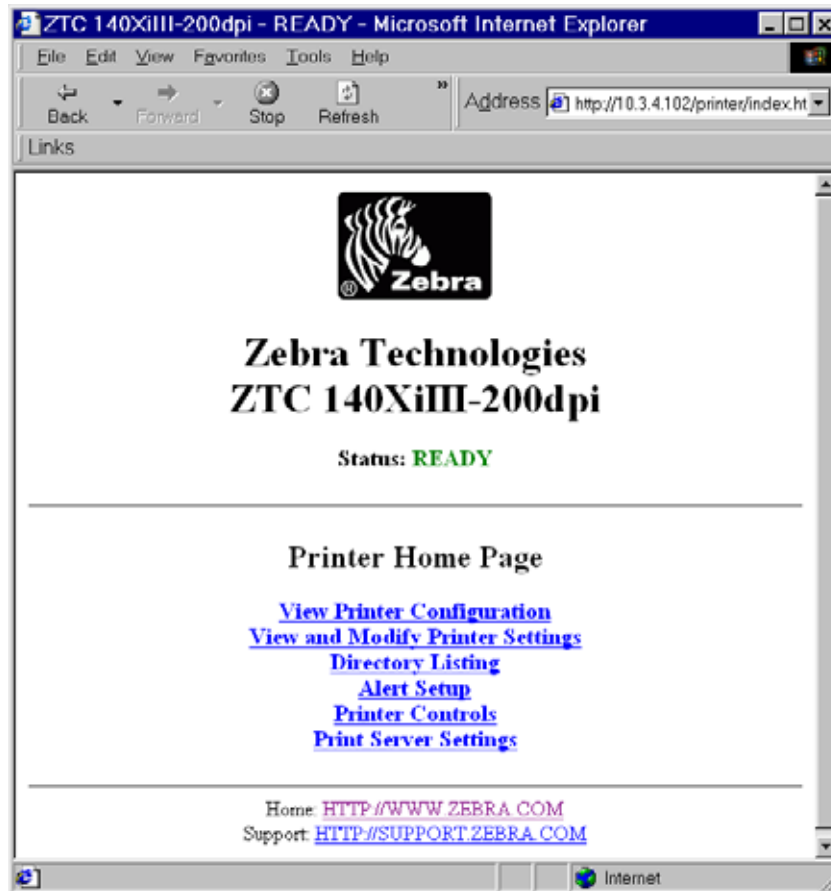 ZTC 140XiIII-200dpi - READY - Microsoft Internet Explorer
File Edit View Favorites Tools Help
Back Forward Stop Refresh » Address http://10.3.4.102/printer/index.ht
Links
® Zebra
Zebra Technologies
ZTC 140XiIII-200dpi
Status: READY
Printer Home Page
View Printer Configuration
View and Modify Printer Settings
Directory Listing
Alert Setup
Printer Controls
Print Server Settings
Home: HTTP://WWW.ZEBRA.COM
Support: HTTP://SUPPORT.ZEBRA.COM
Internet